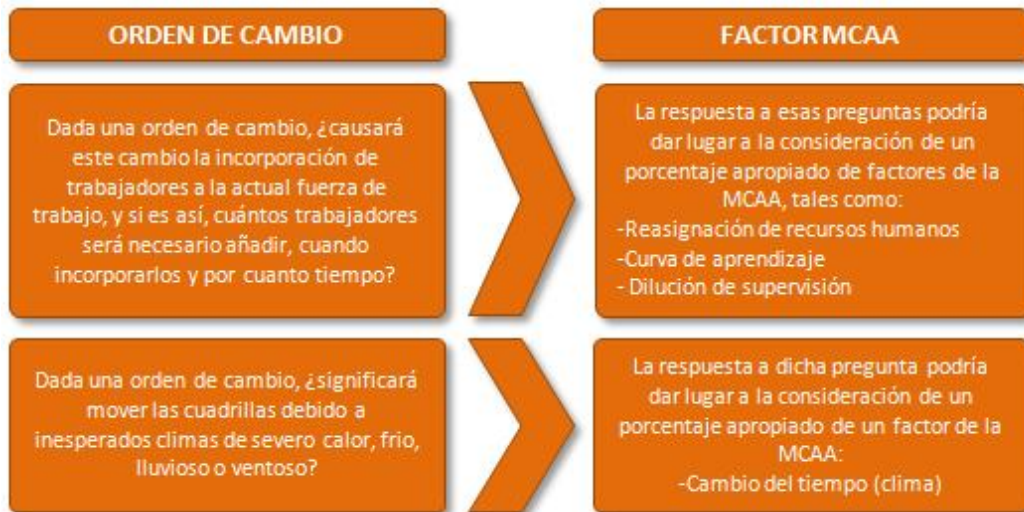 ORDEN DE CAMBIO
FACTOR MCAA
Dada una orden de cambio, ¿causará
este cambio la incorporación de
trabajadores a la actual fuerza de
trabajo, y si es así, cuántos trabajadores
será necesario añadir, cuando
incorporarlos y por cuanto tiempo?
La respuesta a esas preguntas podría
dar lugar a la consideración de un
porcentaje apropiado de factores de la
MCAA, tales como:
-Reasignación de recursos humanos
-Curva de aprendizaje
- Dilución de supervisión
Dada una orden de cambio, ¿significará
mover las cuadrillas debido a
inesperados climas de severo calor, frio,
lluvioso o ventoso?
La respuesta a dicha pregunta podría
dar lugar a la consideración de un
porcentaje apropiado de un factor de la
MCAA:
-Cambio del tiempo (clima)